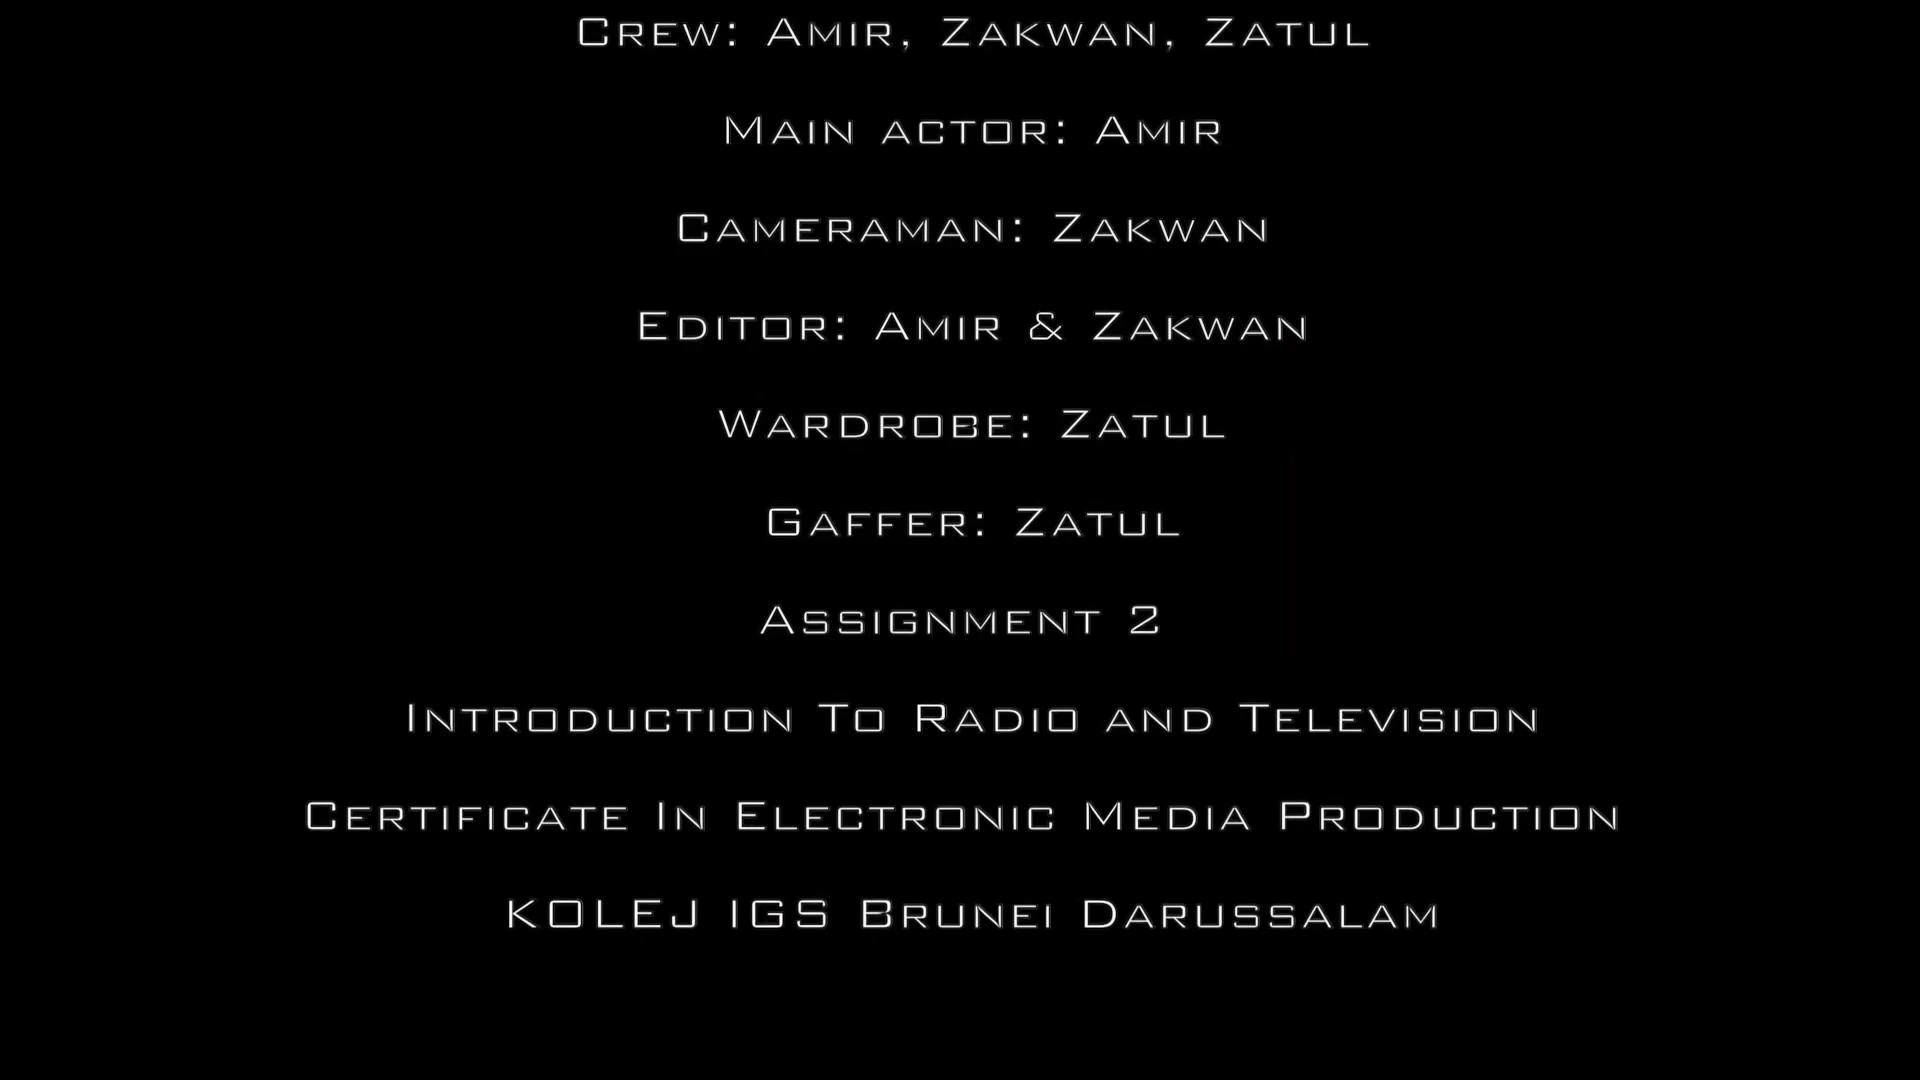 Crew: Amir, Zakwan, Zatul
Main actor: Amir
Cameraman: Zakwan
Editor: Amir & Zakwan
Wardrobe: Zatul
Gaffer: Zatul
Assignment 2
Introduction To Radio and Television
Certificate In Electronic Media Production
KOLEJ IGS Brunei Darussalam